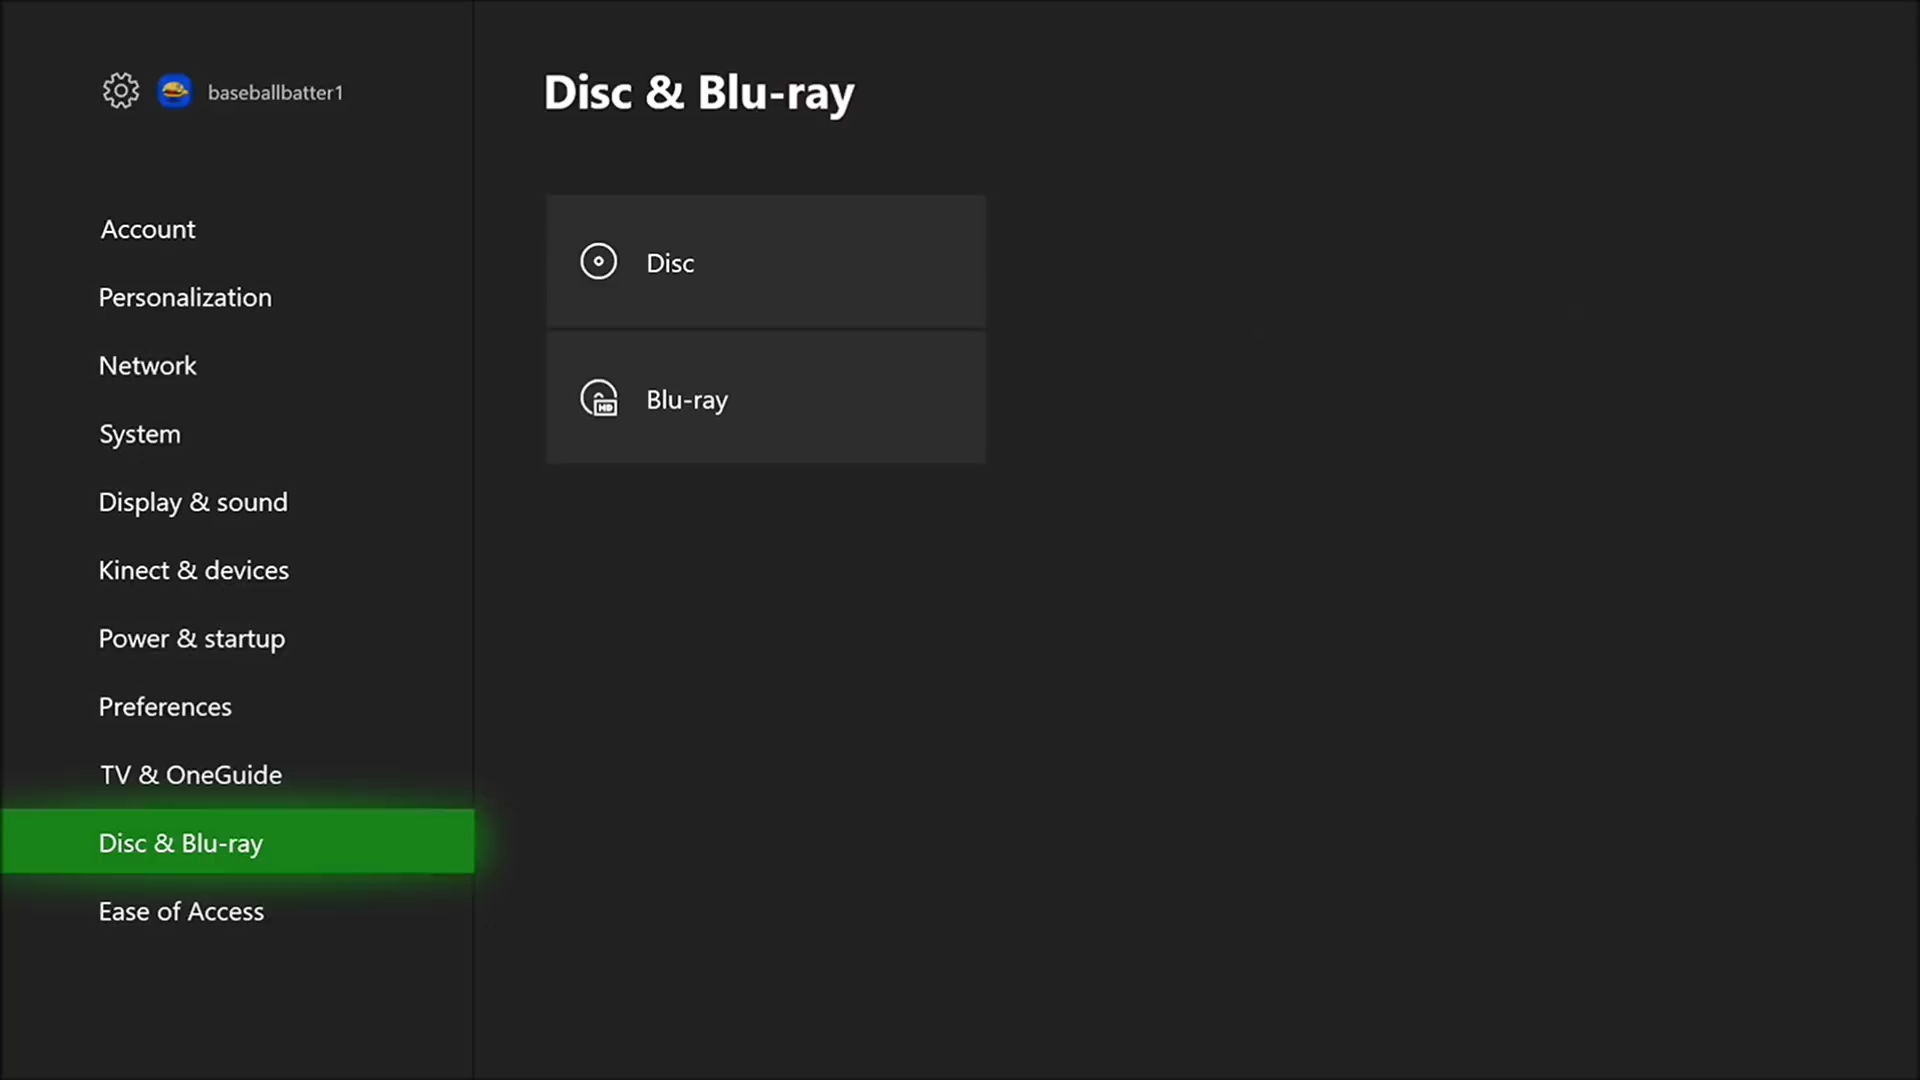 baseballbatter1
Account
Personalization
Network
System
Display & sound
Kinect & devices
Power & startup
Preferences
TV & OneGuide
Disc & Blu-ray
Ease of Access
Disc & Blu-ray
Disc
HD
Blu-ray